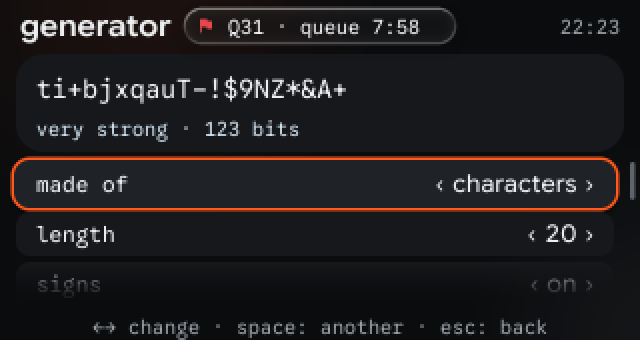 generator Q31 · queue 7:58 22:23
ti+bjxqauT-!$9NZ*&A+
very strong · 123 bits
made of ‹ characters ›
length ‹ 20 ›
signs ‹ on ›
↔ change · space: another · esc: back